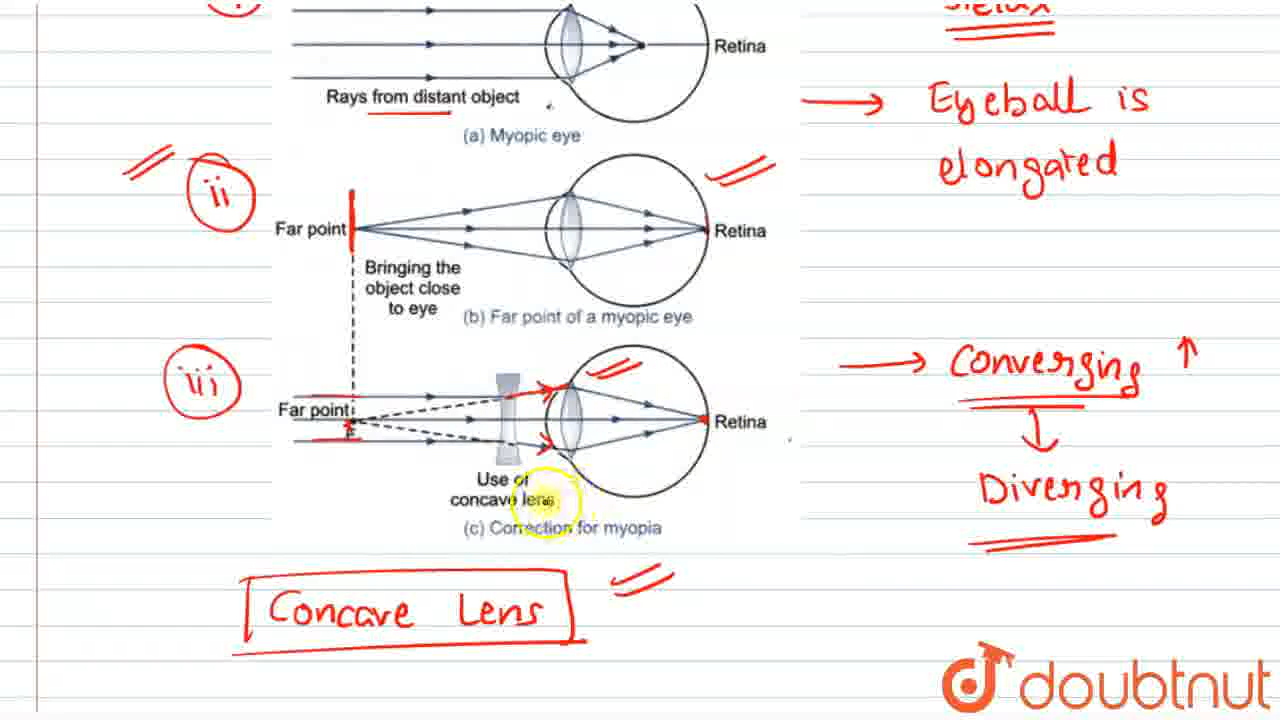 Retina
Rays from distant object
(a) Myopic eye
Eyeball is
elongated
ii
Far point
Retina
Bringing the
object close
to eye
(b) Far point of a myopic eye
iii
Converging ↑
Far point
Retina
Diverging
Use of
concave lens
(c) Correction for myopia
Concave Lens
doubtnut